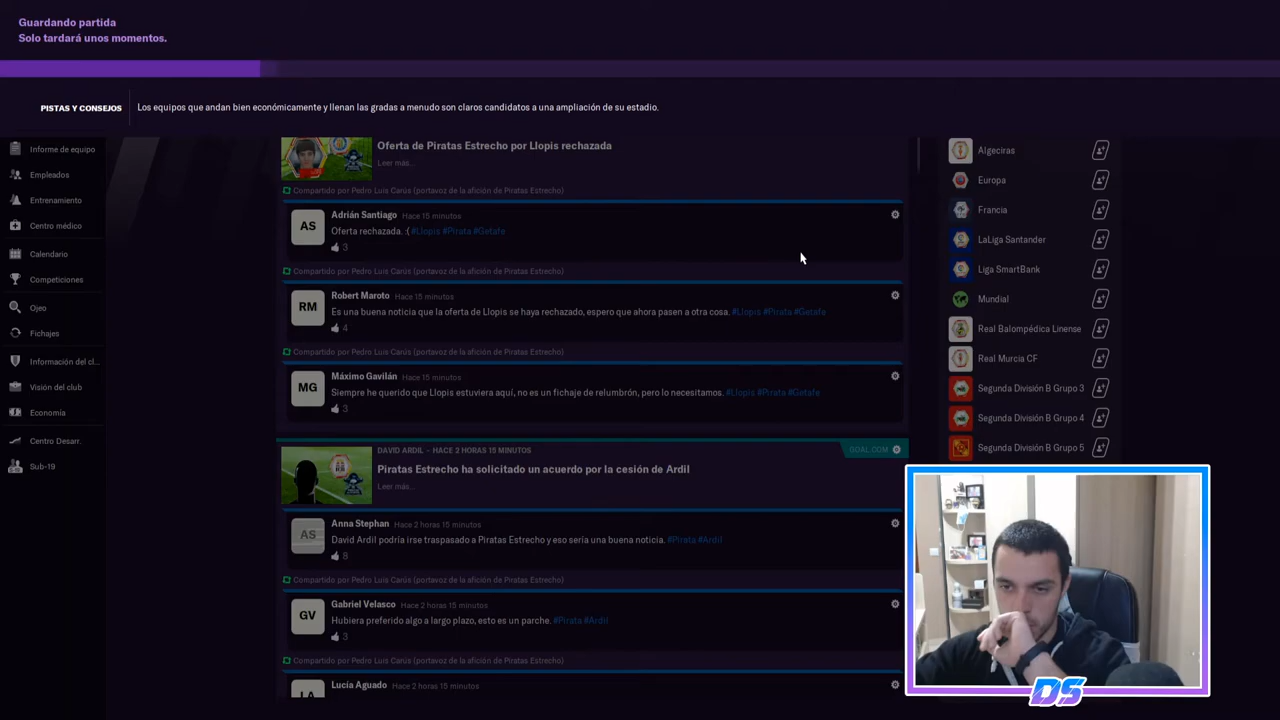 Guardando partida
Solo tardará unos momentos.
PISTAS Y CONSEJOS
Los equipos que andan bien económicamente y llenan las gradas a menudo son claros candidatos a una ampliación de su estadio.
Informe de equipo
Empleados
Entrenamiento
Centro médico
Calendario
Competiciones
Ojeo
Fichajes
Información del cl...
Visión del club
Economía
Centro Desarr.
Sub-19
Oferta de Piratas Estrecho por Llopis rechazada
Leer más...
Compartido por Pedro Luis Carús (portavoz de la afición de Piratas Estrecho)
AS
Adrián Santiago Hace 15 minutos
Oferta rechazada. :( #Llopis #Pirata #Getafe
3
Compartido por Pedro Luis Carús (portavoz de la afición de Piratas Estrecho)
RM
Robert Maroto Hace 15 minutos
Es una buena noticia que la oferta de Llopis se haya rechazado, espero que ahora pasen a otra cosa. #Llopis #Pirata #Getafe
4
Compartido por Pedro Luis Carús (portavoz de la afición de Piratas Estrecho)
MG
Máximo Gavilán Hace 15 minutos
Siempre he querido que Llopis estuviera aquí, no es un fichaje de relumbrón, pero lo necesitamos. #Llopis #Pirata #Getafe
3
DAVID ARDIL – HACE 2 HORAS 15 MINUTOS
GOAL.COM
Piratas Estrecho ha solicitado un acuerdo por la cesión de Ardil
Leer más...
AS
Anna Stephan Hace 2 horas 15 minutos
David Ardil podría irse traspasado a Piratas Estrecho y eso sería una buena noticia. #Pirata #Ardil
8
Compartido por Pedro Luis Carús (portavoz de la afición de Piratas Estrecho)
GV
Gabriel Velasco Hace 2 horas 15 minutos
Hubiera preferido algo a largo plazo, esto es un parche. #Pirata #Ardil
3
Compartido por Pedro Luis Carús (portavoz de la afición de Piratas Estrecho)
LA
Lucía Aguado Hace 2 horas 15 minutos
Algeciras
Europa
Francia
LaLiga Santander
Liga SmartBank
Mundial
Real Balompédica Linense
Real Murcia CF
Segunda División B Grupo 3
Segunda División B Grupo 4
Segunda División B Grupo 5
DS